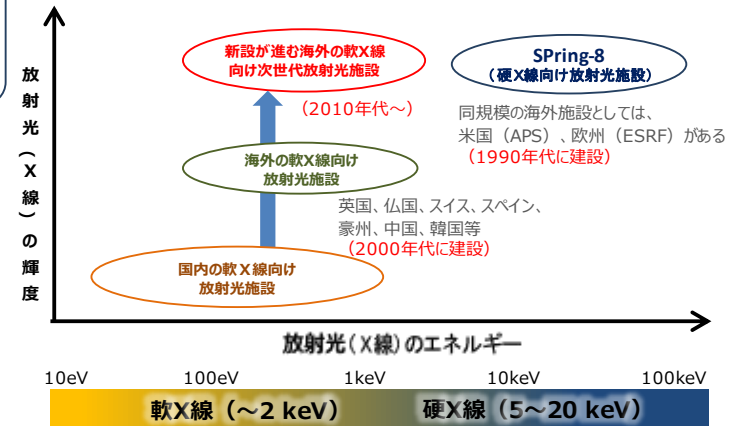 放射光(X線)の輝度
新設が進む海外の軟X線
向け次世代放射光施設
(2010年代~)
SPring-8
(硬X線向け放射光施設)
同規模の海外施設としては、
米国(APS)、欧州(ESRF)がある
(1990年代に建設)
海外の軟X線向け
放射光施設
英国、仏国、スイス、スペイン、
豪州、中国、韓国等
(2000年代に建設)
国内の軟X線向け
放射光施設
放射光(X線)のエネルギー
10eV 100eV 1keV 10keV 100keV
軟X線(~2 keV) 硬X線(5~20 keV)